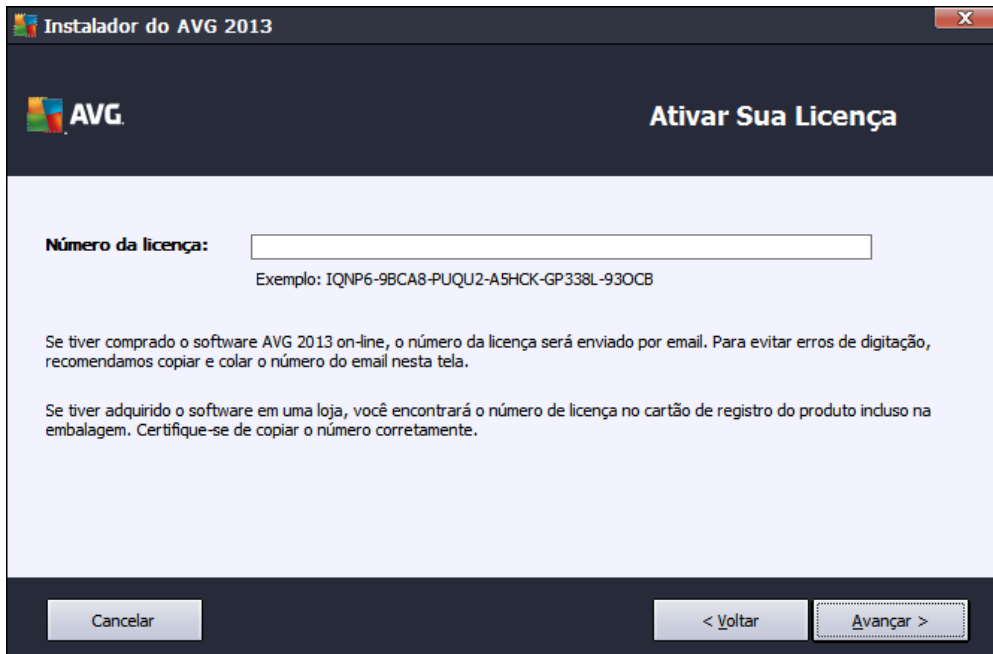 Instalador do AVG 2013
AVG.
Ativar Sua Licença
Número da licença:
Exemplo: IQNP6-9BCA8-PUQU2-A5HCK-GP338L-93OCB
Se tiver comprado o software AVG 2013 on-line, o número da licença será enviado por email. Para evitar erros de digitação,
recomendamos copiar e colar o número do email nesta tela.
Se tiver adquirido o software em uma loja, você encontrará o número de licença no cartão de registro do produto incluso na
embalagem. Certifique-se de copiar o número corretamente.
Cancelar
< Voltar
Avançar >